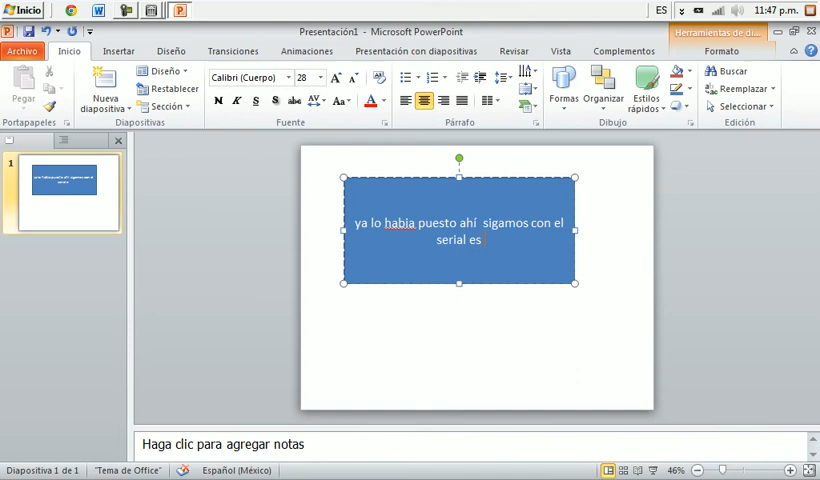 Inicio
ES
11:47 p.m.
Presentación1 - Microsoft PowerPoint
Herramientas de di...
Archivo
Inicio
Insertar
Diseño
Transiciones
Animaciones
Presentación con diapositivas
Revisar
Vista
Complementos
Formato
Pegar
Nueva
diapositiva
Diseño
Restablecer
Sección
Calibri (Cuerpo)
28
N K S S abc AV Aa A
Formas
Organizar
Estilos
rápidos
Buscar
Reemplazar
Seleccionar
Portapapeles
Diapositivas
Fuente
Párrafo
Dibujo
Edición
1
ya lo habia puesto ahí sigamos con el
serial es
Haga clic para agregar notas
Diapositiva 1 de 1
"Tema de Office"
Español (México)
46%